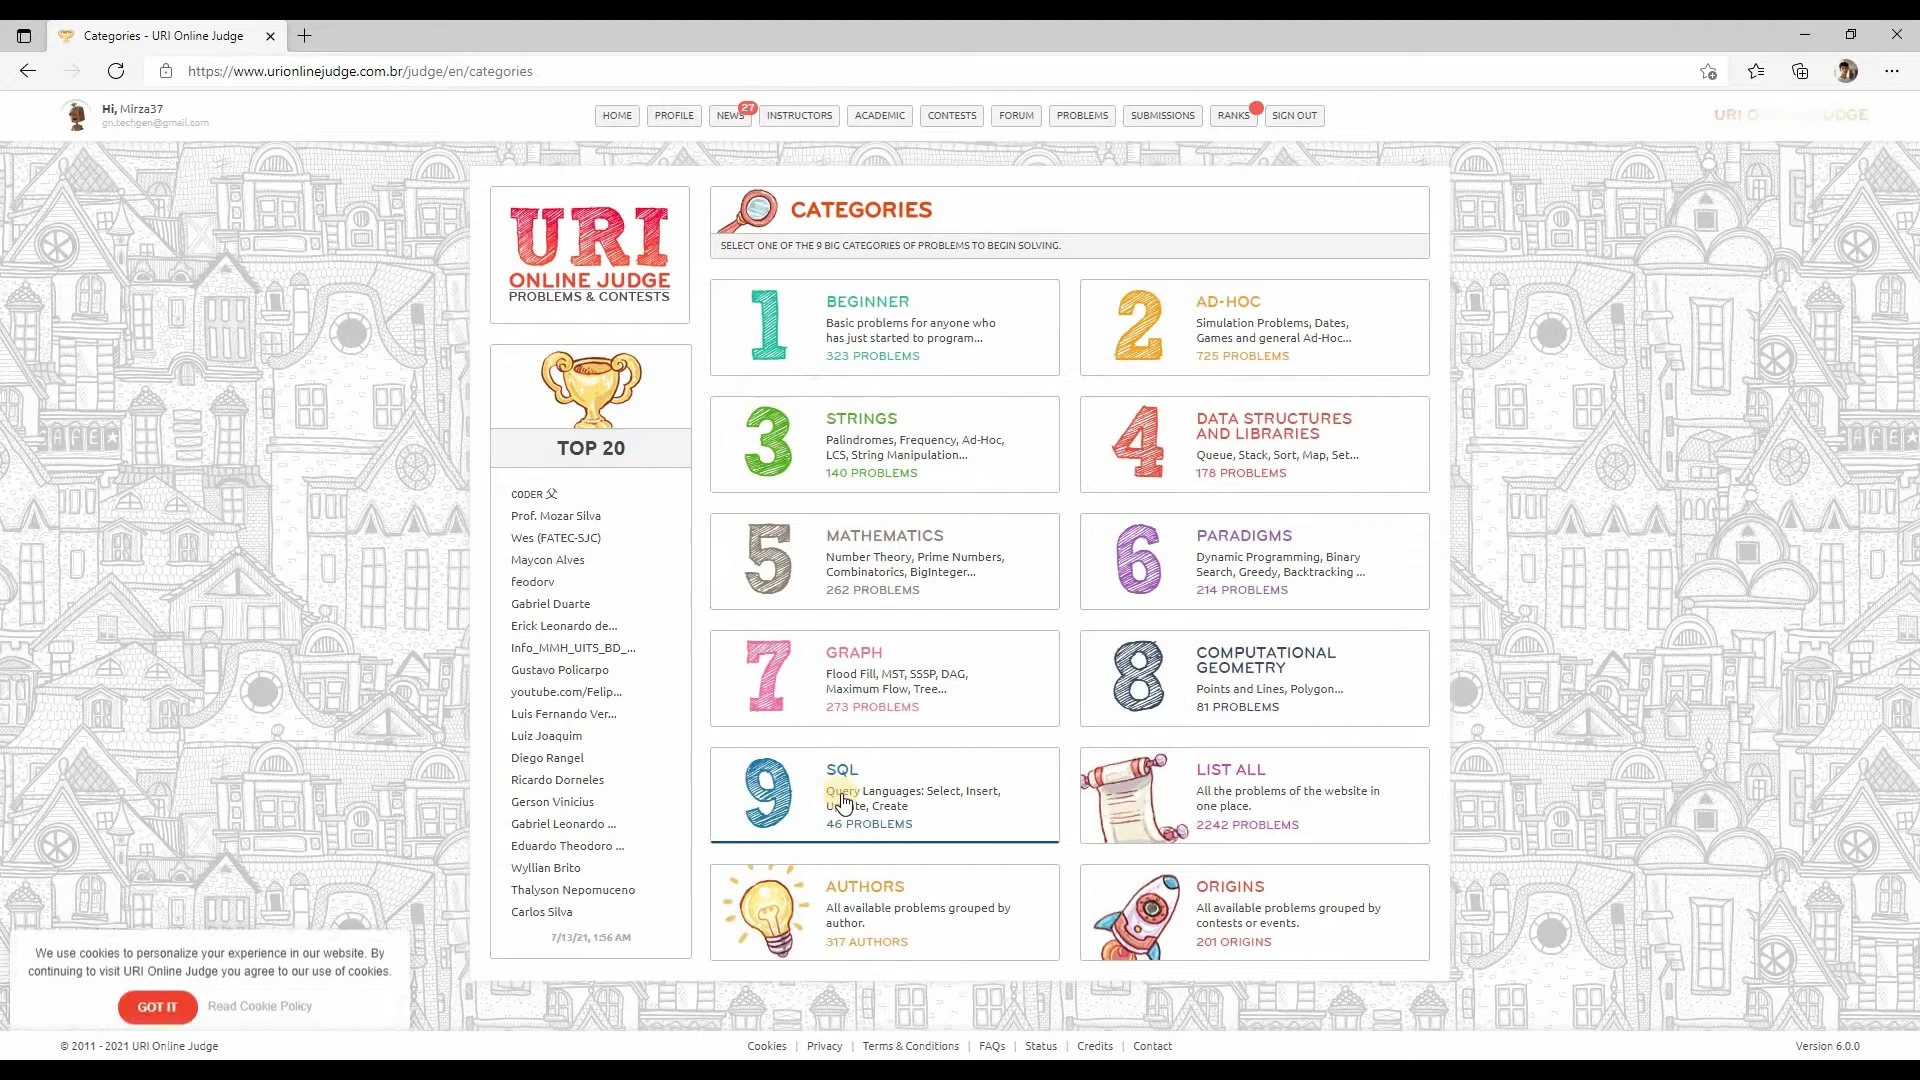 Categories - URI Online Judge
https://www.urionlinejudge.com.br/judge/en/categories
Hi, Mirza37
gn.techgen@gmail.com
HOME
PROFILE
NEWS
27
INSTRUCTORS
ACADEMIC
CONTESTS
FORUM
PROBLEMS
SUBMISSIONS
RANKS
SIGN OUT
URI
ONLINE JUDGE
PROBLEMS & CONTESTS
TOP 20
CODER 父
Prof. Mozar Silva
Wes (FATEC-SJC)
Maycon Alves
feodorv
Gabriel Duarte
Erick Leonardo de...
Info_MMH_UITS_BD_...
Gustavo Policarpo
youtube.com/Felip...
Luis Fernando Ver...
Luiz Joaquim
Diego Rangel
Ricardo Dorneles
Gerson Vinicius
Gabriel Leonardo ...
Eduardo Theodoro ...
Wyllian Brito
Thalyson Nepomuceno
Carlos Silva
7/13/21, 1:56 AM
CATEGORIES
SELECT ONE OF THE 9 BIG CATEGORIES OF PROBLEMS TO BEGIN SOLVING.
1
BEGINNER
Basic problems for anyone who
has just started to program...
323 PROBLEMS
2
AD-HOC
Simulation Problems, Dates,
Games and general Ad-Hoc...
725 PROBLEMS
3
STRINGS
Palindromes, Frequency, Ad-Hoc,
LCS, String Manipulation...
140 PROBLEMS
4
DATA STRUCTURES
AND LIBRARIES
Queue, Stack, Sort, Map, Set...
178 PROBLEMS
5
MATHEMATICS
Number Theory, Prime Numbers,
Combinatorics, BigInteger...
262 PROBLEMS
6
PARADIGMS
Dynamic Programming, Binary
Search, Greedy, Backtracking ...
214 PROBLEMS
7
GRAPH
Flood Fill, MST, SSSP, DAG,
Maximum Flow, Tree...
273 PROBLEMS
8
COMPUTATIONAL
GEOMETRY
Points and Lines, Polygon...
81 PROBLEMS
9
SQL
Query Languages: Select, Insert,
Create
46 PROBLEMS
LIST ALL
All the problems of the website in
one place.
2242 PROBLEMS
AUTHORS
All available problems grouped by
author.
317 AUTHORS
ORIGINS
All available problems grouped by
contests or events.
201 ORIGINS
We use cookies to personalize your experience in our website. By
continuing to visit URI Online Judge you agree to our use of cookies.
GOT IT
Read Cookie Policy
© 2011 - 2021 URI Online Judge
Cookies | Privacy | Terms & Conditions | FAQs | Status | Credits | Contact
Version 6.0.0